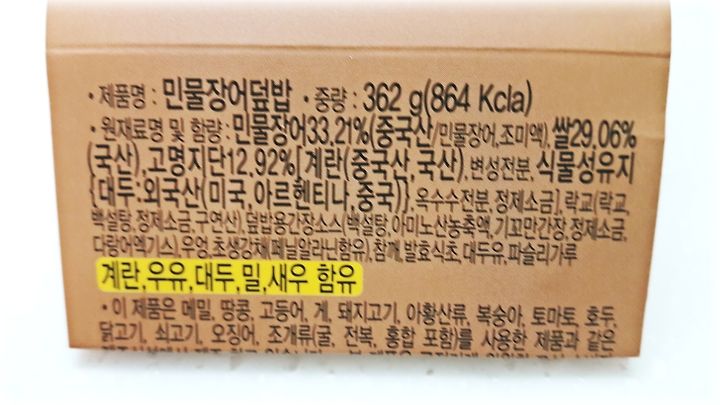 • 제품명 : 민물장어덮밥 • 중량 : 362 g(864 Kcla)
• 원재료명 및 함량 : 민물장어33.21%(중국산/민물장어,조미액),쌀29.06%
(국산),고명지단12.92%[계란(중국산,국산),변성전분, 식물성유지
{대두:외국산(미국,아르헨티나,중국)}, 옥수수전분, 정제소금], 락교(락교,
백설탕,정제소금,구연산),덮밥용간장소스(백설탕,아미노산농축액,기꼬만간장,정제소금,
다랑어엑기스),우엉,초생강채(페닐알라닌함유),참깨,발효식초,대두유,파슬리가루
계란,우유,대두,밀,새우 함유
• 이 제품은 메밀, 땅콩, 고등어, 게, 돼지고기, 아황산류, 복숭아, 토마토, 호두,
닭고기, 쇠고기, 오징어, 조개류(굴, 전복, 홍합 포함)를 사용한 제품과 같은